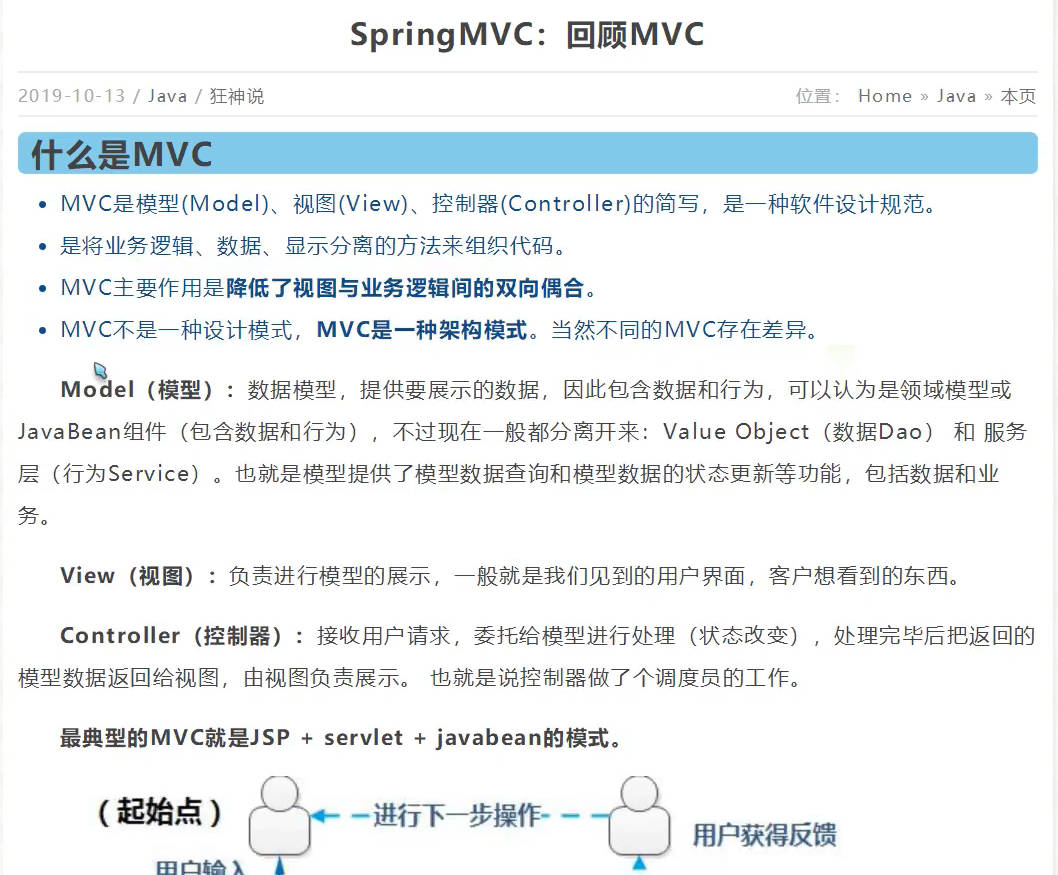 SpringMVC：回顾MVC
2019-10-13 / Java / 狂神说
位置： Home » Java » 本页
什么是MVC
• MVC是模型(Model)、视图(View)、控制器(Controller)的简写，是一种软件设计规范。
• 是将业务逻辑、数据、显示分离的方法来组织代码。
• MVC主要作用是降低了视图与业务逻辑间的双向偶合。
• MVC不是一种设计模式，MVC是一种架构模式。当然不同的MVC存在差异。
Model（模型）：数据模型，提供要展示的数据，因此包含数据和行为，可以认为是领域模型或
JavaBean组件（包含数据和行为），不过现在一般都分离开来：Value Object（数据Dao） 和 服务
层（行为Service）。也就是模型提供了模型数据查询和模型数据的状态更新等功能，包括数据和业
务。
View（视图）：负责进行模型的展示，一般就是我们见到的用户界面，客户想看到的东西。
Controller（控制器）：接收用户请求，委托给模型进行处理（状态改变），处理完毕后把返回的
模型数据返回给视图，由视图负责展示。 也就是说控制器做了个调度员的工作。
最典型的MVC就是JSP + servlet + javabean的模式。
（起始点）
进行下一步操作
用户获得反馈
用户输入